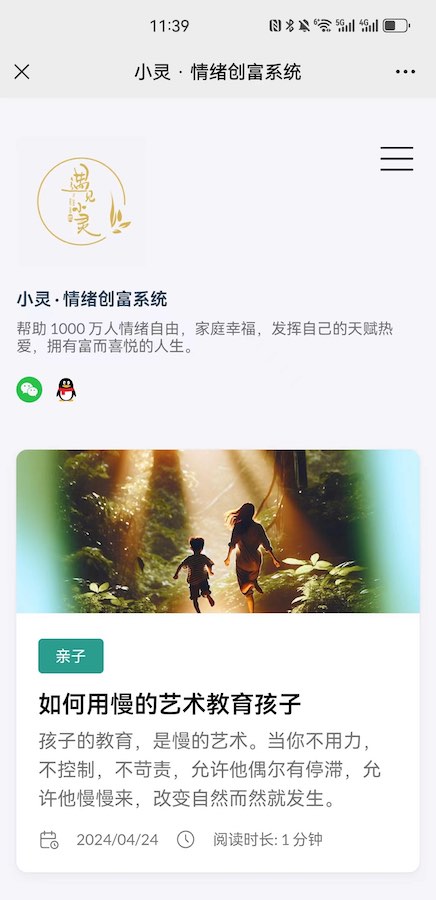 11:39
6+ 5G 4G
小灵 · 情绪创富系统
遇见
小灵
小灵 · 情绪创富系统
帮助 1000 万人情绪自由，家庭幸福，发挥自己的天赋热
爱，拥有富而喜悦的人生。
亲子
如何用慢的艺术教育孩子
孩子的教育，是慢的艺术。当你不用力，
不控制，不苛责，允许他偶尔有停滞，允
许他慢慢来，改变自然而然就发生。
2024/04/24 阅读时长: 1 分钟